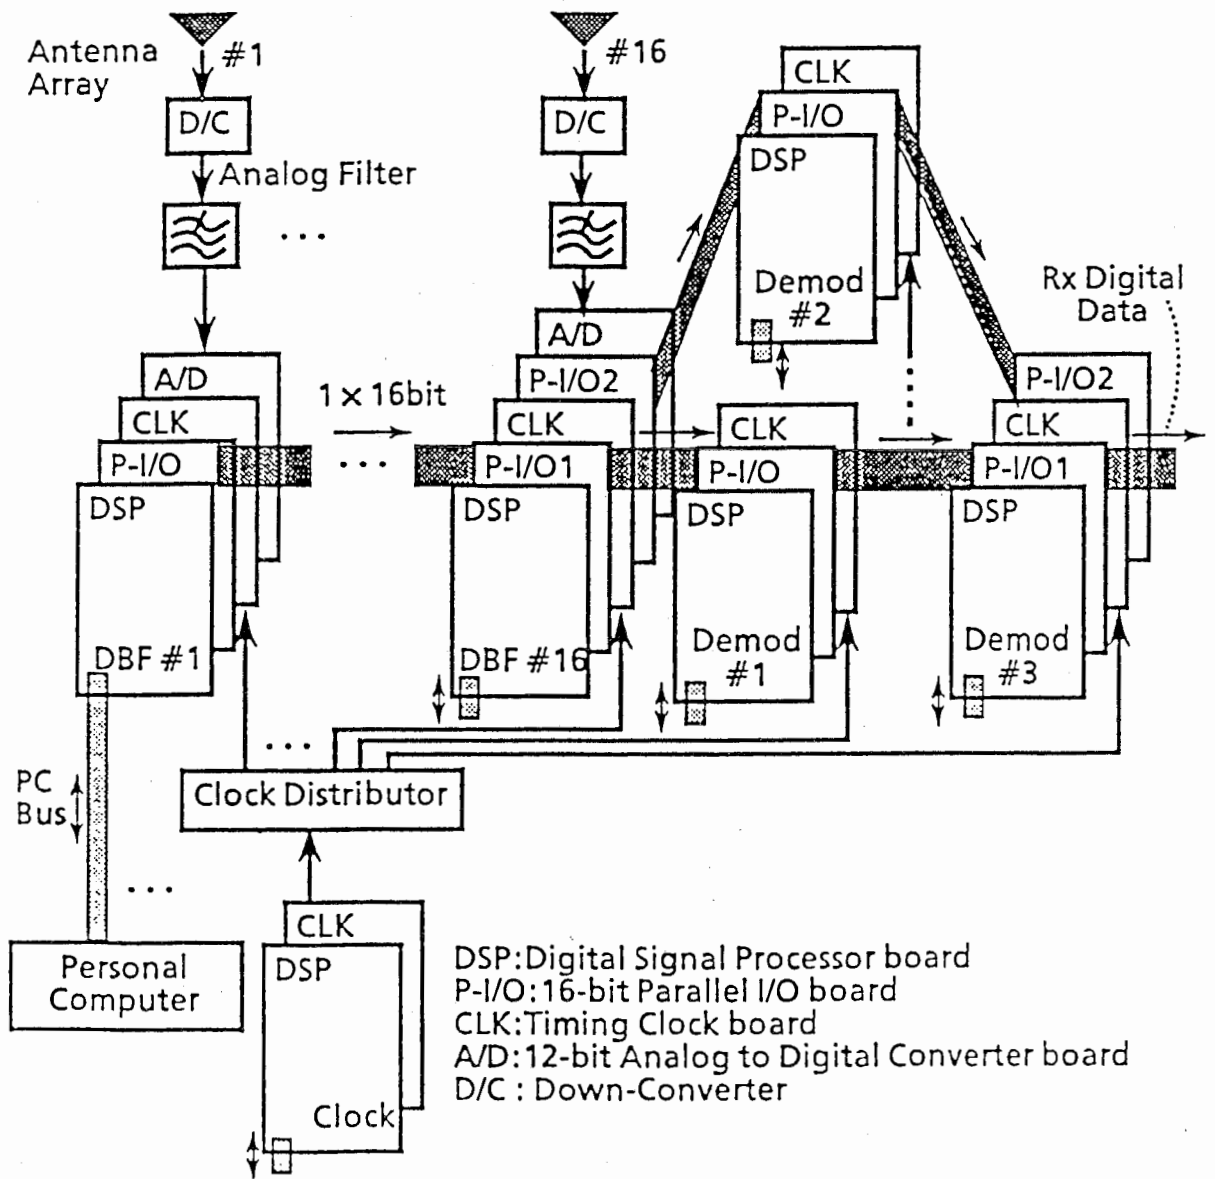 Antenna
Array
#1
#16
D/C
D/C
Analog Filter
...
CLK
P-I/O
DSP
Demod
#2
Rx Digital
Data
A/D
CLK
P-I/O
DSP
DBF #1
1 x 16bit
...
A/D
P-I/O2
CLK
P-I/O1
DSP
DBF #16
CLK
P-I/O
DSP
Demod
#1
P-I/O2
CLK
P-I/O1
DSP
Demod
#3
...
Clock Distributor
PC
Bus
...
Personal
Computer
CLK
DSP
Clock
DSP:Digital Signal Processor board
P-I/O:16-bit Parallel I/O board
CLK:Timing Clock board
A/D:12-bit Analog to Digital Converter board
D/C : Down-Converter